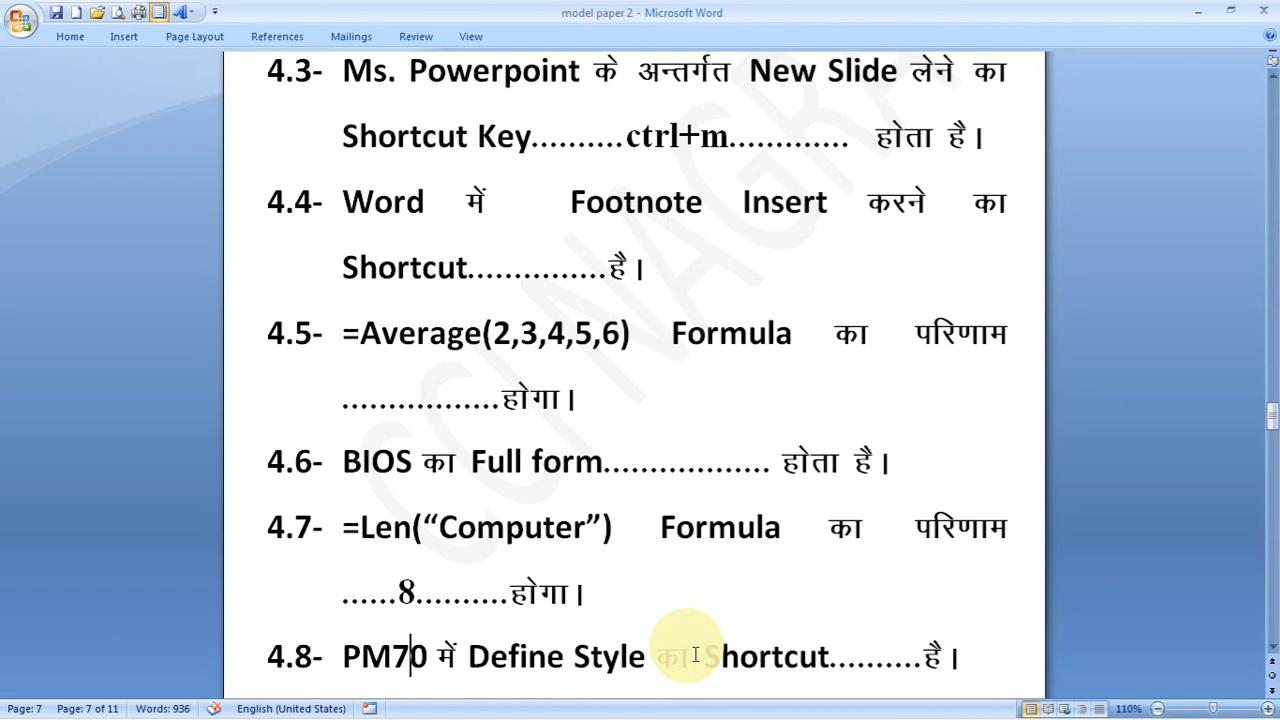 model paper 2 - Microsoft Word
Home Insert Page Layout References Mailings Review View
4.3- Ms. Powerpoint के अन्तर्गत New Slide लेने का
Shortcut Key..........ctrl+m............. होता है।
4.4- Word में Footnote Insert करने का
Shortcut...............है।
4.5- =Average(2,3,4,5,6) Formula का परिणाम
.................होगा।
4.6- BIOS का Full form.................. होता है।
4.7- =Len(“Computer”) Formula का परिणाम
......8..........होगा।
4.8- PM70 में Define Style का Shortcut..........है।
CCI NAGRA
Page: 7 Page: 7 of 11 Words: 936 English (United States) 110%